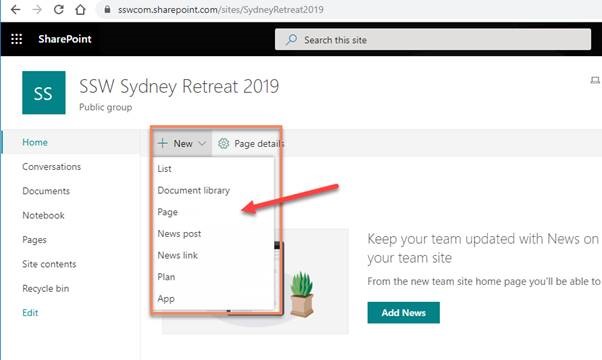 sswcom.sharepoint.com/sites/SydneyRetreat2019
SharePoint
Search this site
SS
SSW Sydney Retreat 2019
Public group
Home
Conversations
Documents
Notebook
Pages
Site contents
Recycle bin
Edit
New
Page details
List
Document library
Page
News post
News link
Plan
App
Keep your team updated with News on
your team site
From the new team site home page you'll be able to
Add News